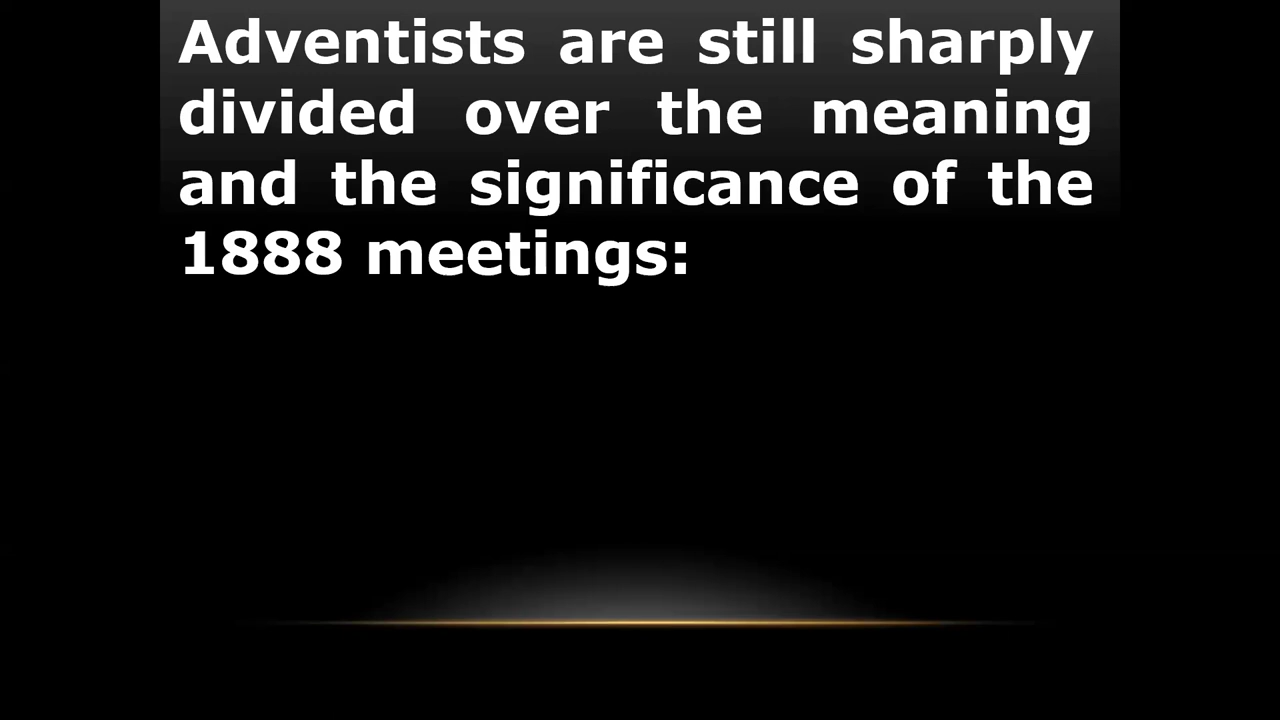 Adventists are still sharply
divided over the meaning
and the significance of the
1888 meetings: